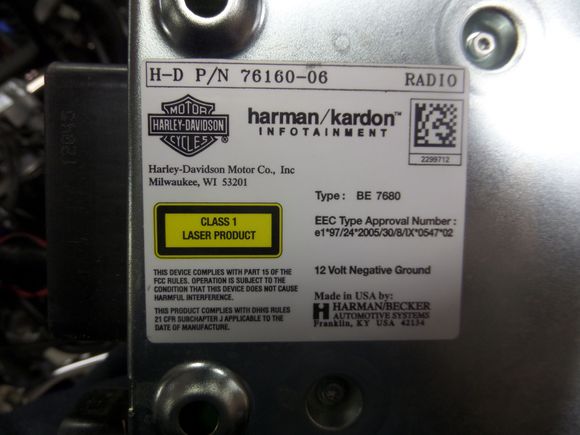 H-D P/N 76160-06 RADIO
MOTOR
HARLEY-DAVIDSON
CYCLES
harman/kardon™
INFOTAINMENT
2299712
Harley-Davidson Motor Co., Inc
Milwaukee, WI 53201
Type: BE 7680
CLASS 1
LASER PRODUCT
EEC Type Approval Number :
e1*97/24*2005/30/8/IX*0547*02
THIS DEVICE COMPLIES WITH PART 15 OF THE
FCC RULES. OPERATION IS SUBJECT TO THE
CONDITION THAT THIS DEVICE DOES NOT CAUSE
HARMFUL INTERFERENCE.
12 Volt Negative Ground
THIS PRODUCT COMPLIES WITH DHHS RULES
21 CFR SUBCHAPTER J APPLICABLE TO THE
DATE OF MANUFACTURE.
Made in USA by:
HARMAN/BECKER
AUTOMOTIVE SYSTEMS
Franklin, KY USA 42134